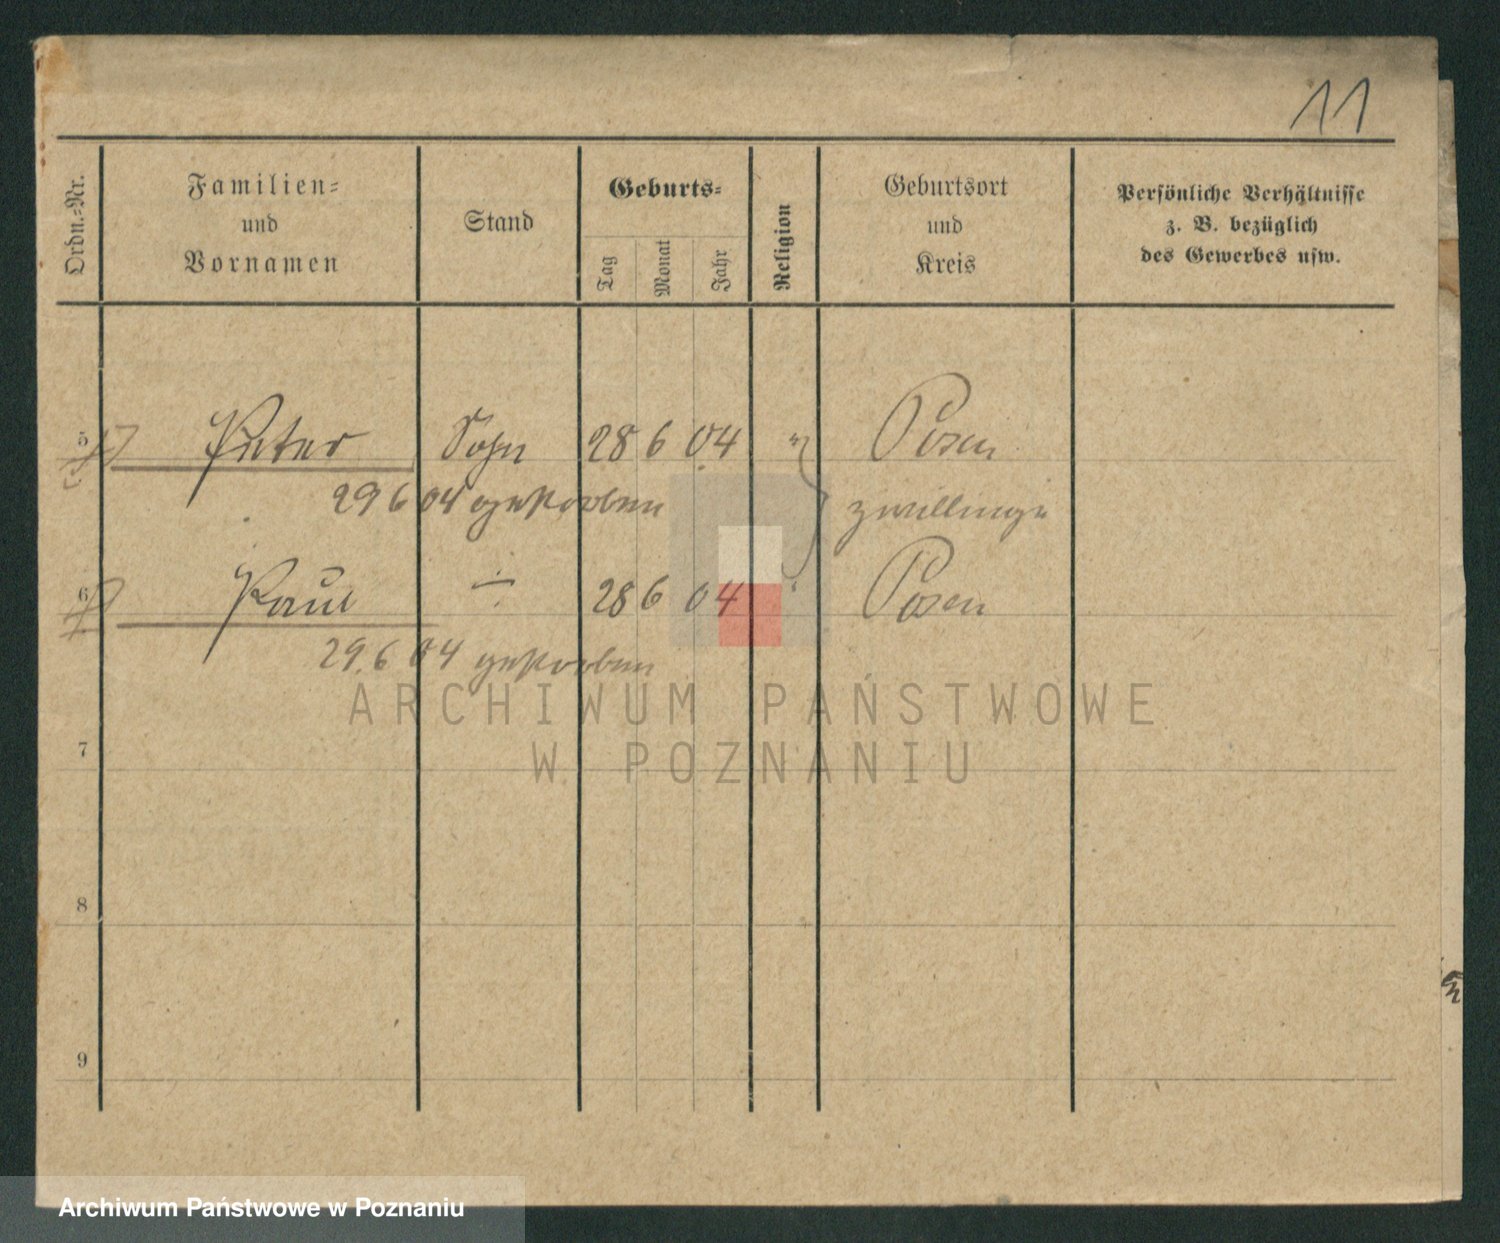 11
Ordn.-Nr.
Familien-
und
Vornamen
Stand
Geburts-
Tag
Monat
Jahr
Religion
Geburtsort
und
Kreis
Persönliche Verhältnisse
z. B. bezüglich
des Gewerbes usw.
5 Peter Sohn 28 6 04 " Posen
29 6 04 gestorben zwillinge
6 Paul ÷ 28 6 04 " Posen
29.6 04 gestorben
7
8
9
ARCHIWUM PAŃSTWOWE
W POZNANIU
Archiwum Państwowe w Poznaniu